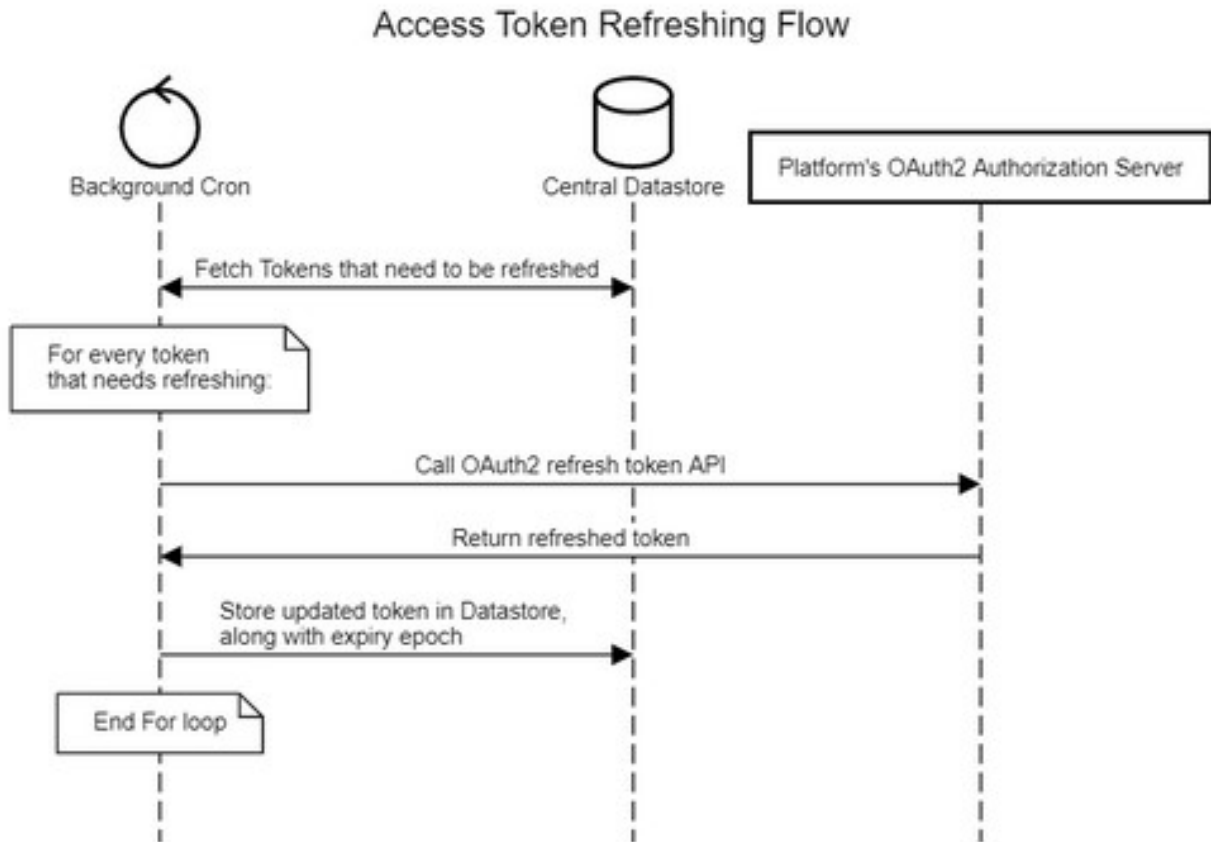 Access Token Refreshing Flow
Background Cron
Central Datastore
Platform's OAuth2 Authorization Server
Fetch Tokens that need to be refreshed
For every token
that needs refreshing:
Call OAuth2 refresh token API
Return refreshed token
Store updated token in Datastore,
along with expiry epoch
End For loop